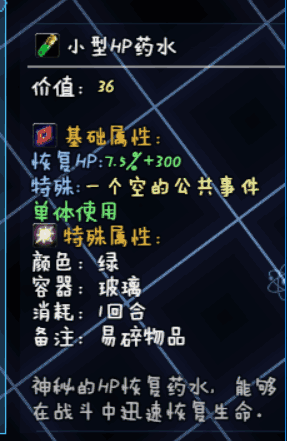 小型HP药水
价值：36
基础属性：
恢复HP:7.5%+300
特殊:一个空的公共事件
单体使用
特殊属性：
颜色：绿
容器：玻璃
消耗：1回合
备注：易碎物品
神秘的HP恢复药水，能够
在战斗中迅速恢复生命.